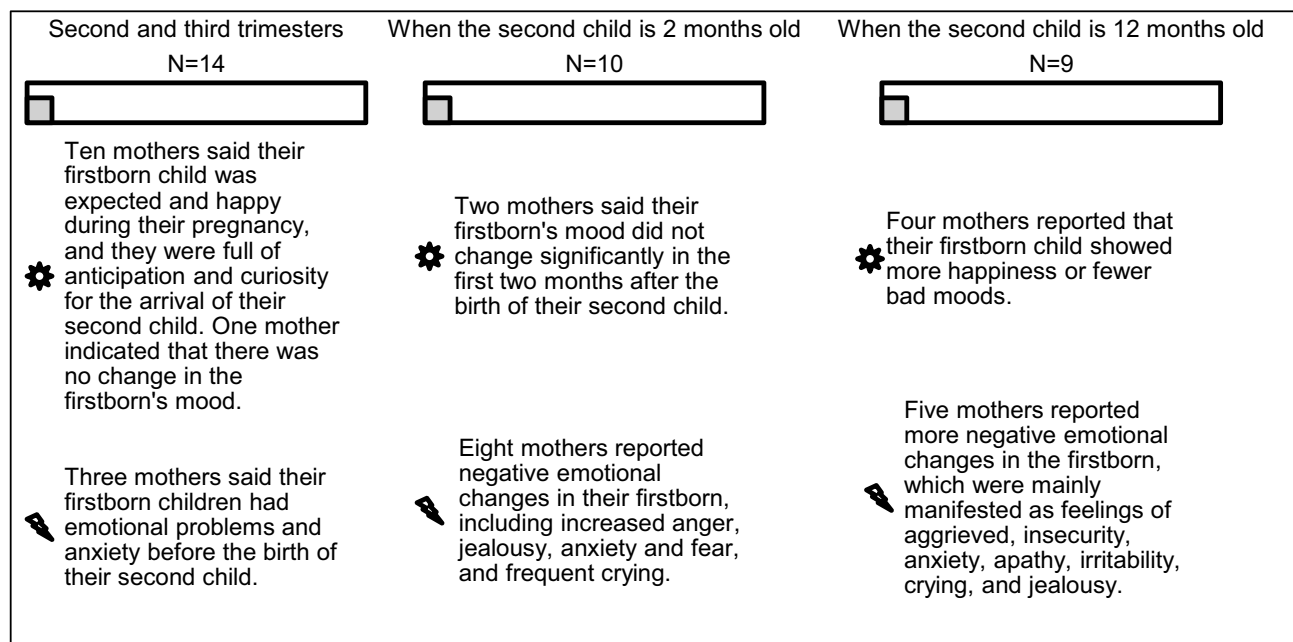 Second and third trimesters
N=14
Ten mothers said their
firstborn child was
expected and happy
during their pregnancy,
and they were full of
anticipation and curiosity
for the arrival of their
second child. One mother
indicated that there was
no change in the
firstborn's mood.
Three mothers said their
firstborn children had
emotional problems and
anxiety before the birth of
their second child.
When the second child is 2 months old
N=10
Two mothers said their
firstborn's mood did not
change significantly in the
first two months after the
birth of their second child.
Eight mothers reported
negative emotional
changes in their firstborn,
including increased anger,
jealousy, anxiety and fear,
and frequent crying.
When the second child is 12 months old
N=9
Four mothers reported that
their firstborn child showed
more happiness or fewer
bad moods.
Five mothers reported
more negative emotional
changes in the firstborn,
which were mainly
manifested as feelings of
aggrieved, insecurity,
anxiety, apathy, irritability,
crying, and jealousy.